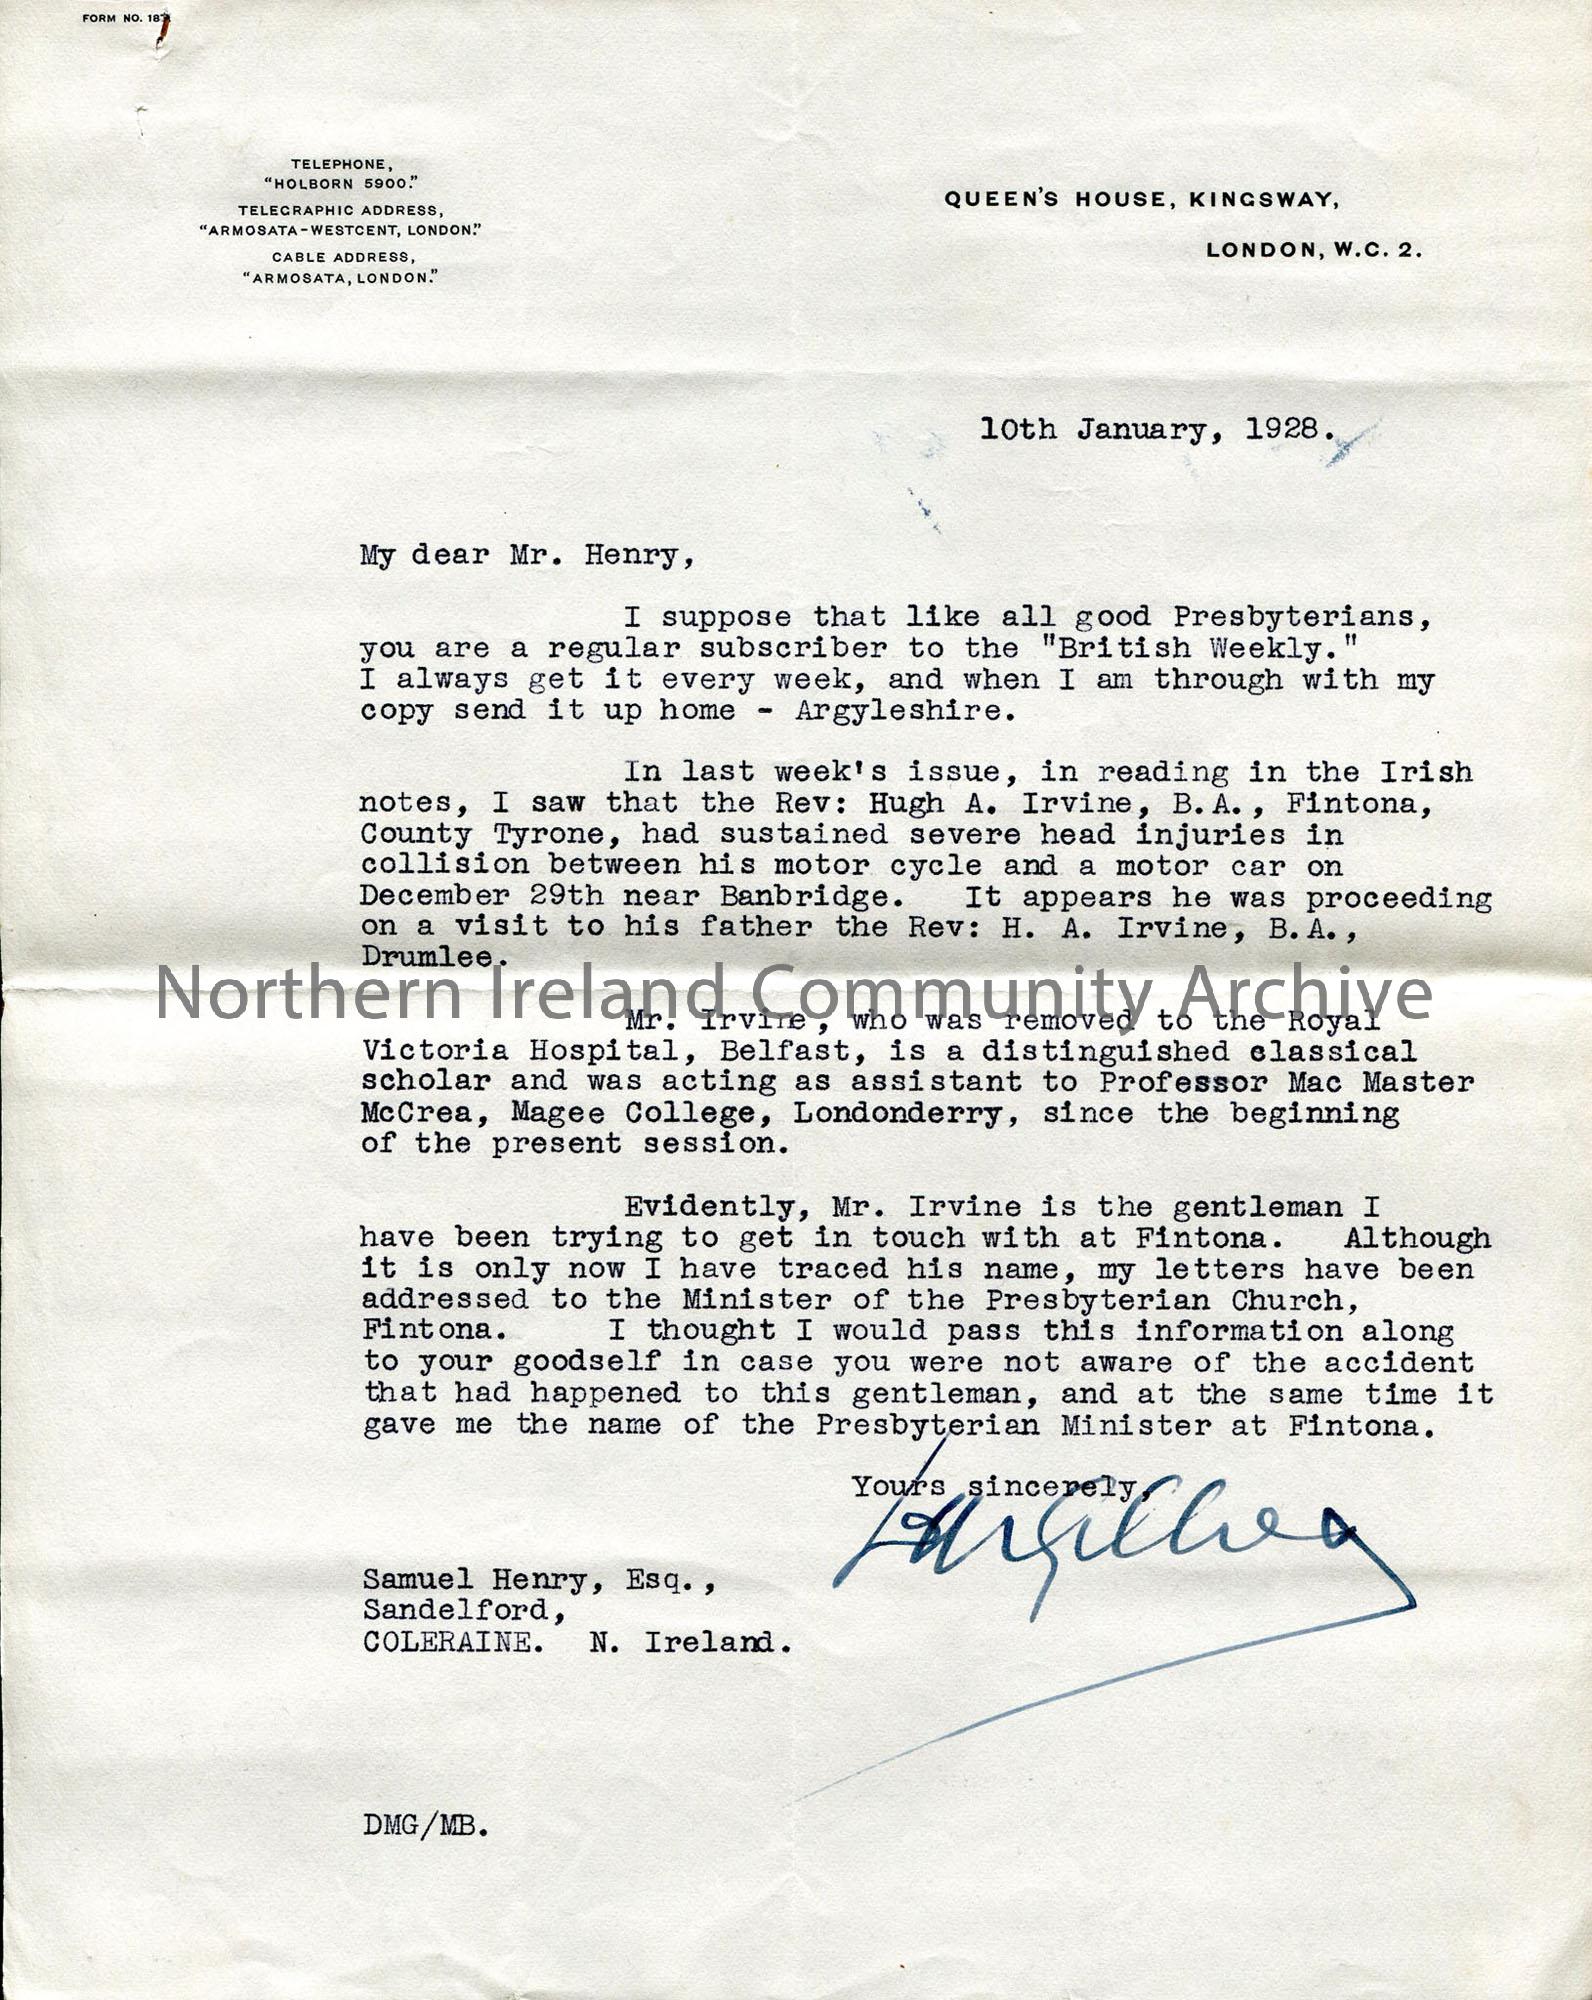 FORM NO. 18
TELEPHONE,
"HOLBORN 5900."
TELEGRAPHIC ADDRESS,
"ARMOSATA-WESTCENT, LONDON."
CABLE ADDRESS,
"ARMOSATA, LONDON."
QUEEN'S HOUSE, KINGSWAY,
LONDON, W.C. 2.
10th January, 1928.
My dear Mr. Henry,
I suppose that like all good Presbyterians,
you are a regular subscriber to the "British Weekly."
I always get it every week, and when I am through with my
copy send it up home - Argyleshire.
In last week's issue, in reading in the Irish
notes, I saw that the Rev: Hugh A. Irvine, B.A., Fintona,
County Tyrone, had sustained severe head injuries in
collision between his motor cycle and a motor car on
December 29th near Banbridge. It appears he was proceeding
on a visit to his father the Rev: H. A. Irvine, B.A.,
Drumlee.
Northern Ireland Community Archive
Mr. Irvine, who was removed to the Royal
Victoria Hospital, Belfast, is a distinguished classical
scholar and was acting as assistant to Professor Mac Master
McCrea, Magee College, Londonderry, since the beginning
of the present session.
Evidently, Mr. Irvine is the gentleman I
have been trying to get in touch with at Fintona. Although
it is only now I have traced his name, my letters have been
addressed to the Minister of the Presbyterian Church,
Fintona. I thought I would pass this information along
to your goodself in case you were not aware of the accident
that had happened to this gentleman, and at the same time it
gave me the name of the Presbyterian Minister at Fintona.
Yours sincerely,
Samuel Henry, Esq.,
Sandelford,
COLERAINE. N. Ireland.
DMG/MB.